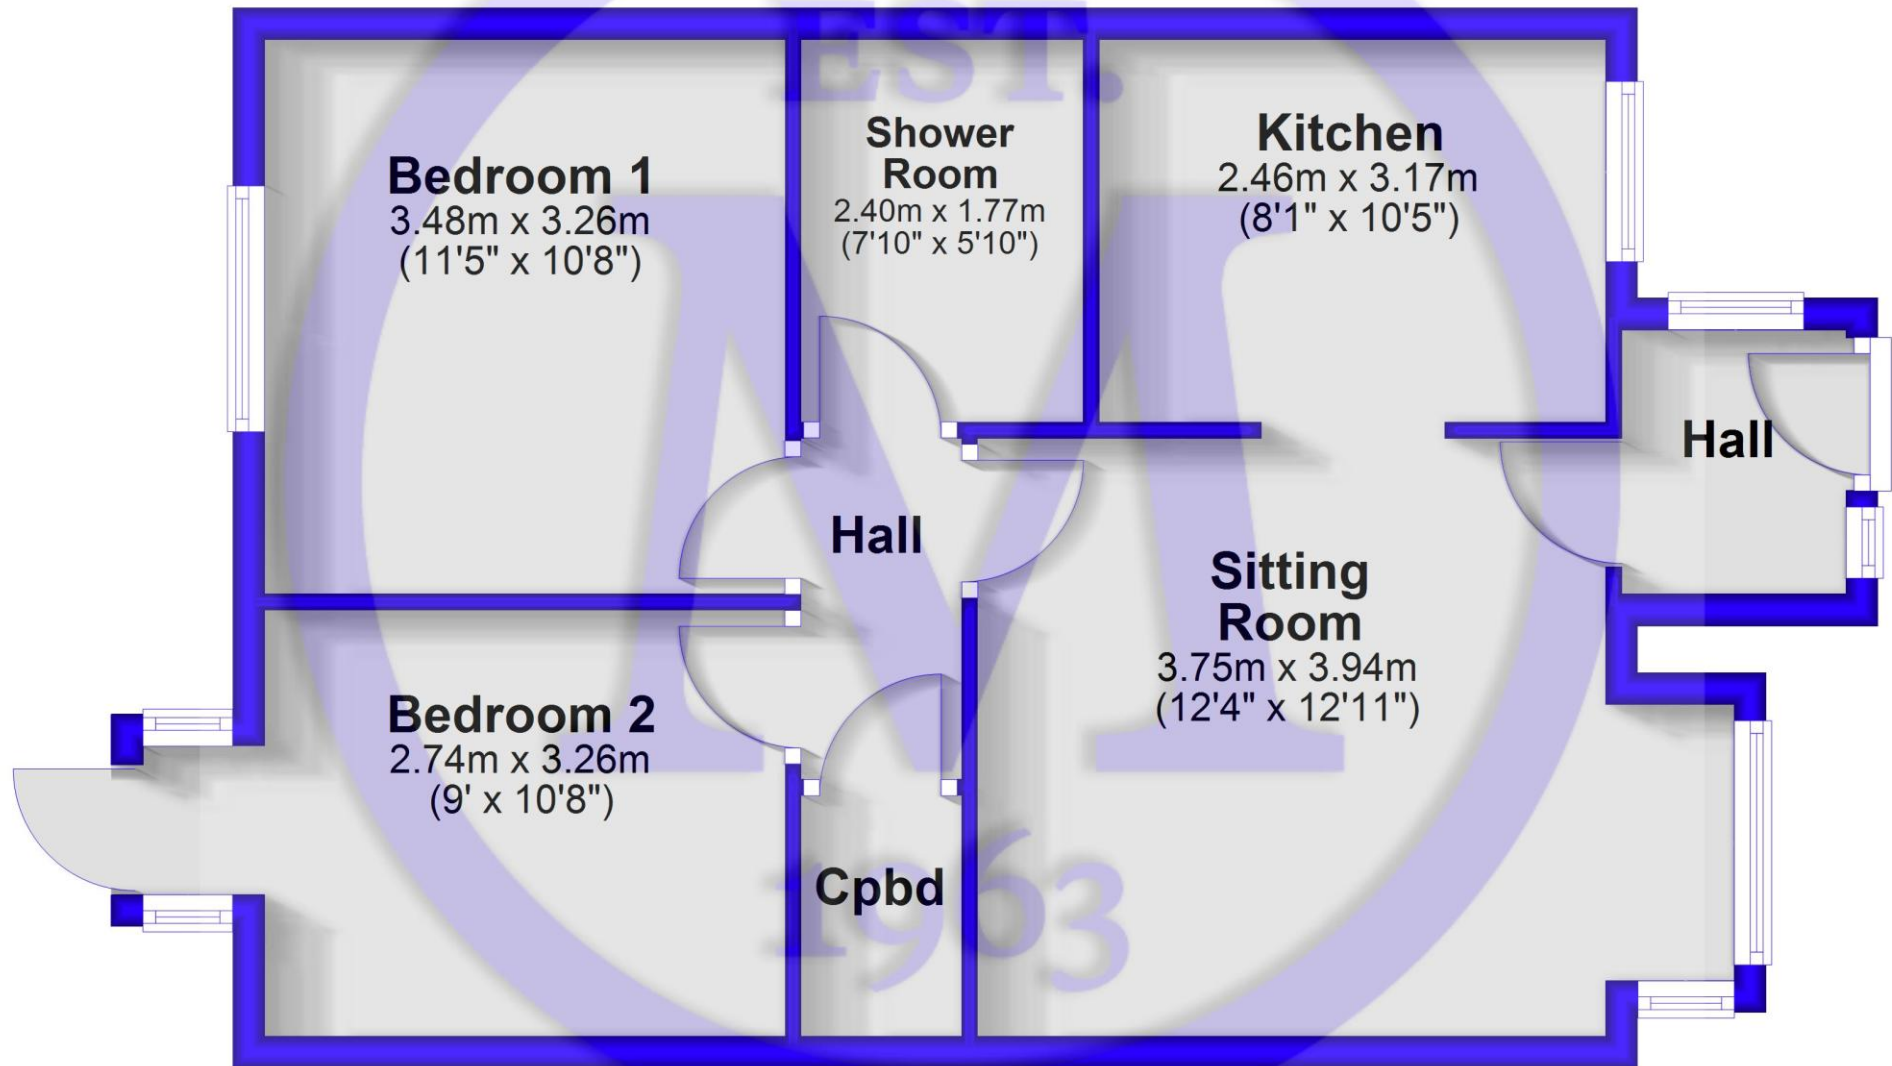 EST.
Bedroom 1
3.48m x 3.26m
(11'5" x 10'8")
Shower
Room
2.40m x 1.77m
(7'10" x 5'10")
Kitchen
2.46m x 3.17m
(8'1" x 10'5")
Hall
Hall
Sitting
Room
3.75m x 3.94m
(12'4" x 12'11")
Bedroom 2
2.74m x 3.26m
(9' x 10'8")
Cpbd
M
1963